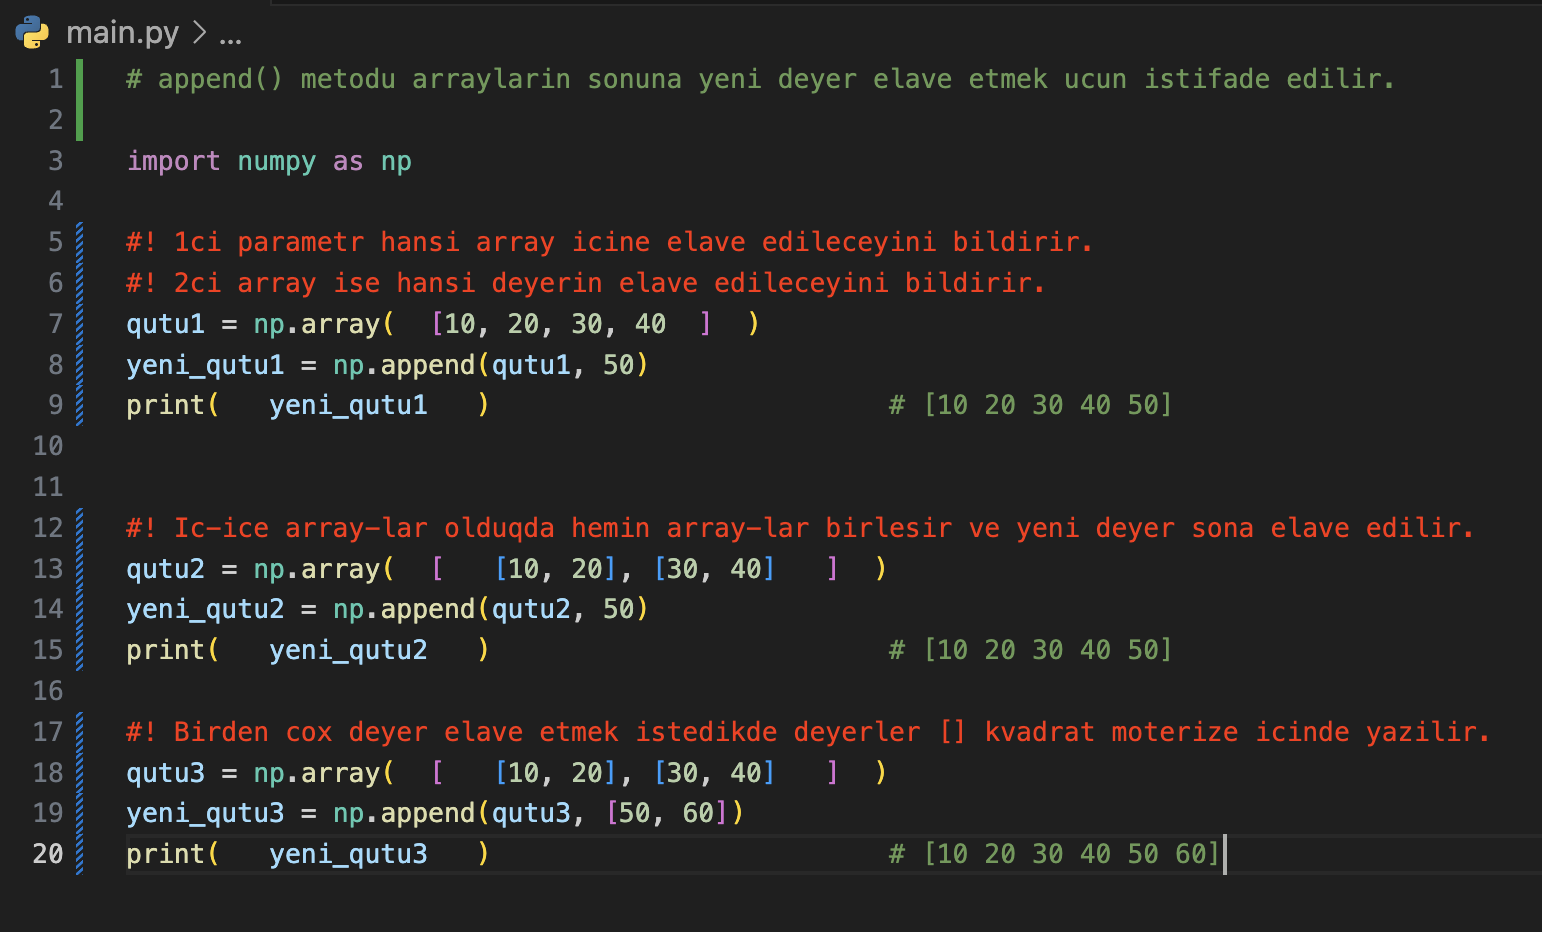 main.py > ...
1 # append() metodu arraylarin sonuna yeni deyer elave etmek ucun istifade edilir.
2
3 import numpy as np
4
5 #! 1ci parametr hansi array icine elave edileceyini bildirir.
6 #! 2ci array ise hansi deyerin elave edileceyini bildirir.
7 qutu1 = np.array(  [10, 20, 30, 40  ]  )
8 yeni_qutu1 = np.append(qutu1, 50)
9 print(   yeni_qutu1   )                         # [10 20 30 40 50]
10
11
12 #! Ic-ice array-lar olduqda hemin array-lar birlesir ve yeni deyer sona elave edilir.
13 qutu2 = np.array(  [   [10, 20], [30, 40]   ]  )
14 yeni_qutu2 = np.append(qutu2, 50)
15 print(   yeni_qutu2   )                         # [10 20 30 40 50]
16
17 #! Birden cox deyer elave etmek istedikde deyerler [] kvadrat moterize icinde yazilir.
18 qutu3 = np.array(  [   [10, 20], [30, 40]   ]  )
19 yeni_qutu3 = np.append(qutu3, [50, 60])
20 print(   yeni_qutu3   )                         # [10 20 30 40 50 60]